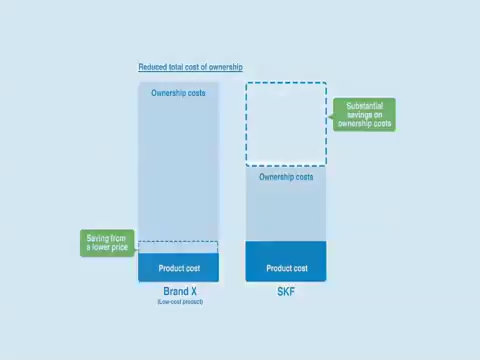 Reduced total cost of ownership
Ownership costs
Substantial
savings on
ownership costs
Ownership costs
Saving from
a lower price
Product cost
Product cost
Brand X
(Low-cost product)
SKF